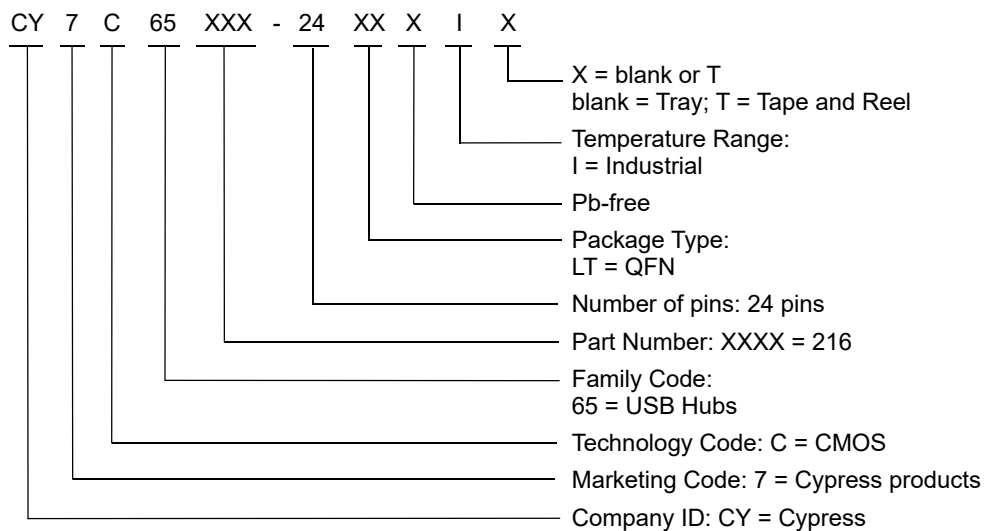 CY 7 C 65 XXX - 24 XX X I X
X = blank or T
blank = Tray; T = Tape and Reel
Temperature Range:
I = Industrial
Pb-free
Package Type:
LT = QFN
Number of pins: 24 pins
Part Number: XXXX = 216
Family Code:
65 = USB Hubs
Technology Code: C = CMOS
Marketing Code: 7 = Cypress products
Company ID: CY = Cypress